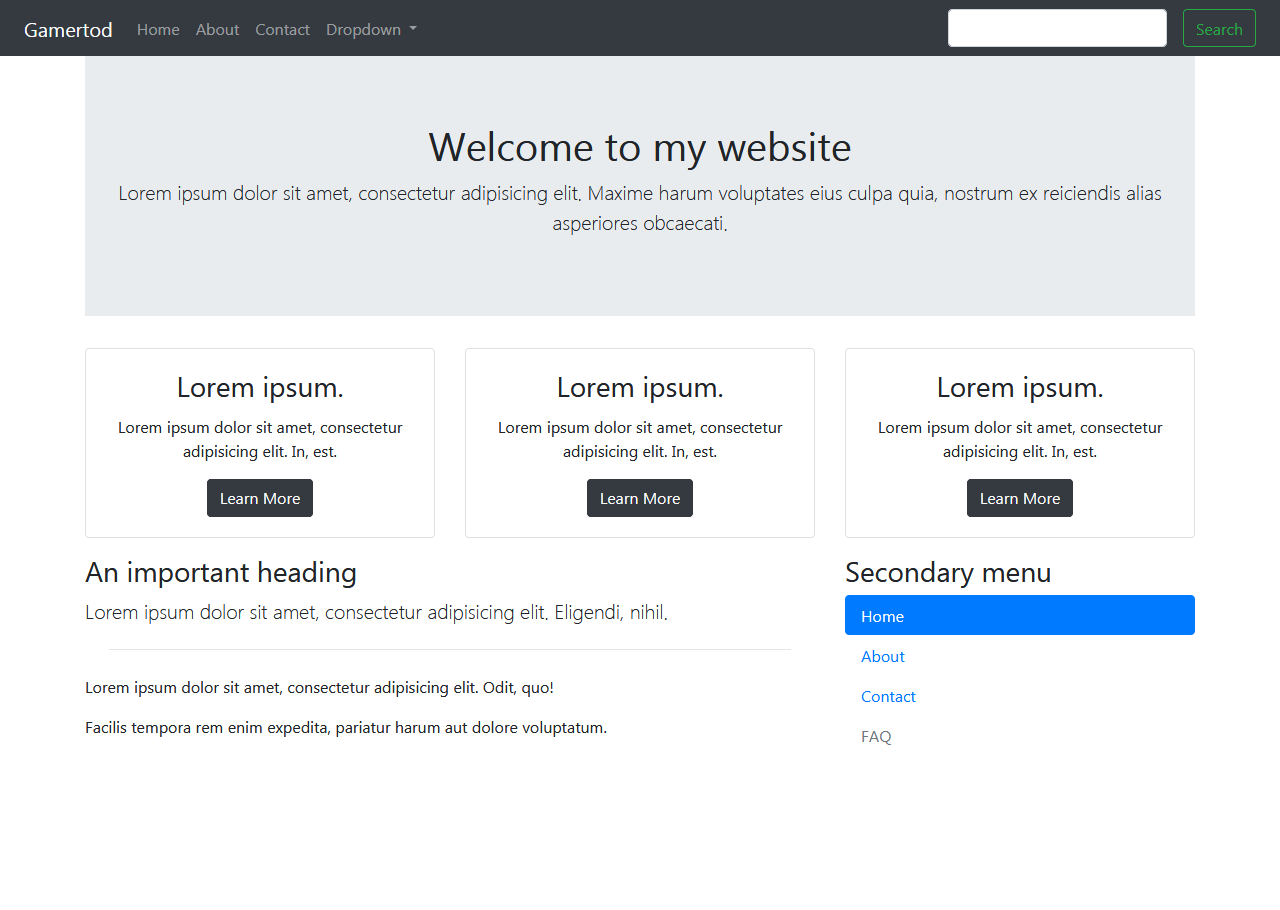 Gamertod Home About Contact Dropdown Search
Welcome to my website
Lorem ipsum dolor sit amet, consectetur adipisicing elit. Maxime harum voluptates eius culpa quia, nostrum ex reiciendis alias
asperiores obcaecati.
Lorem ipsum.
Lorem ipsum dolor sit amet, consectetur
adipisicing elit. In, est.
Learn More
Lorem ipsum.
Lorem ipsum dolor sit amet, consectetur
adipisicing elit. In, est.
Learn More
Lorem ipsum.
Lorem ipsum dolor sit amet, consectetur
adipisicing elit. In, est.
Learn More
An important heading
Lorem ipsum dolor sit amet, consectetur adipisicing elit. Eligendi, nihil.
Lorem ipsum dolor sit amet, consectetur adipisicing elit. Odit, quo!
Facilis tempora rem enim expedita, pariatur harum aut dolore voluptatum.
Secondary menu
Home
About
Contact
FAQ